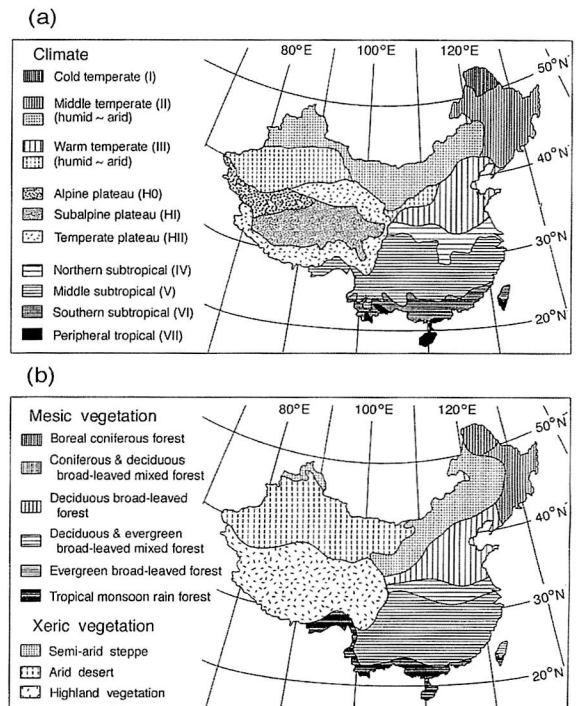 (a)
80°E 100°E 120°E
Climate
Cold temperate (I)
Middle temperate (II)
(humid ~ arid)
Warm temperate (III)
(humid ~ arid)
Alpine plateau (H0)
Subalpine plateau (HI)
Temperate plateau (HII)
Northern subtropical (IV)
Middle subtropical (V)
Southern subtropical (VI)
Peripheral tropical (VII)
50°N
40°N
30°N
20°N
(b)
80°E 100°E 120°E
Mesic vegetation
Boreal coniferous forest
Coniferous & deciduous
broad-leaved mixed forest
Deciduous broad-leaved
forest
Deciduous & evergreen
broad-leaved mixed forest
Evergreen broad-leaved forest
Tropical monsoon rain forest
Xeric vegetation
Semi-arid steppe
Arid desert
Highland vegetation
50°N
40°N
30°N
20°N